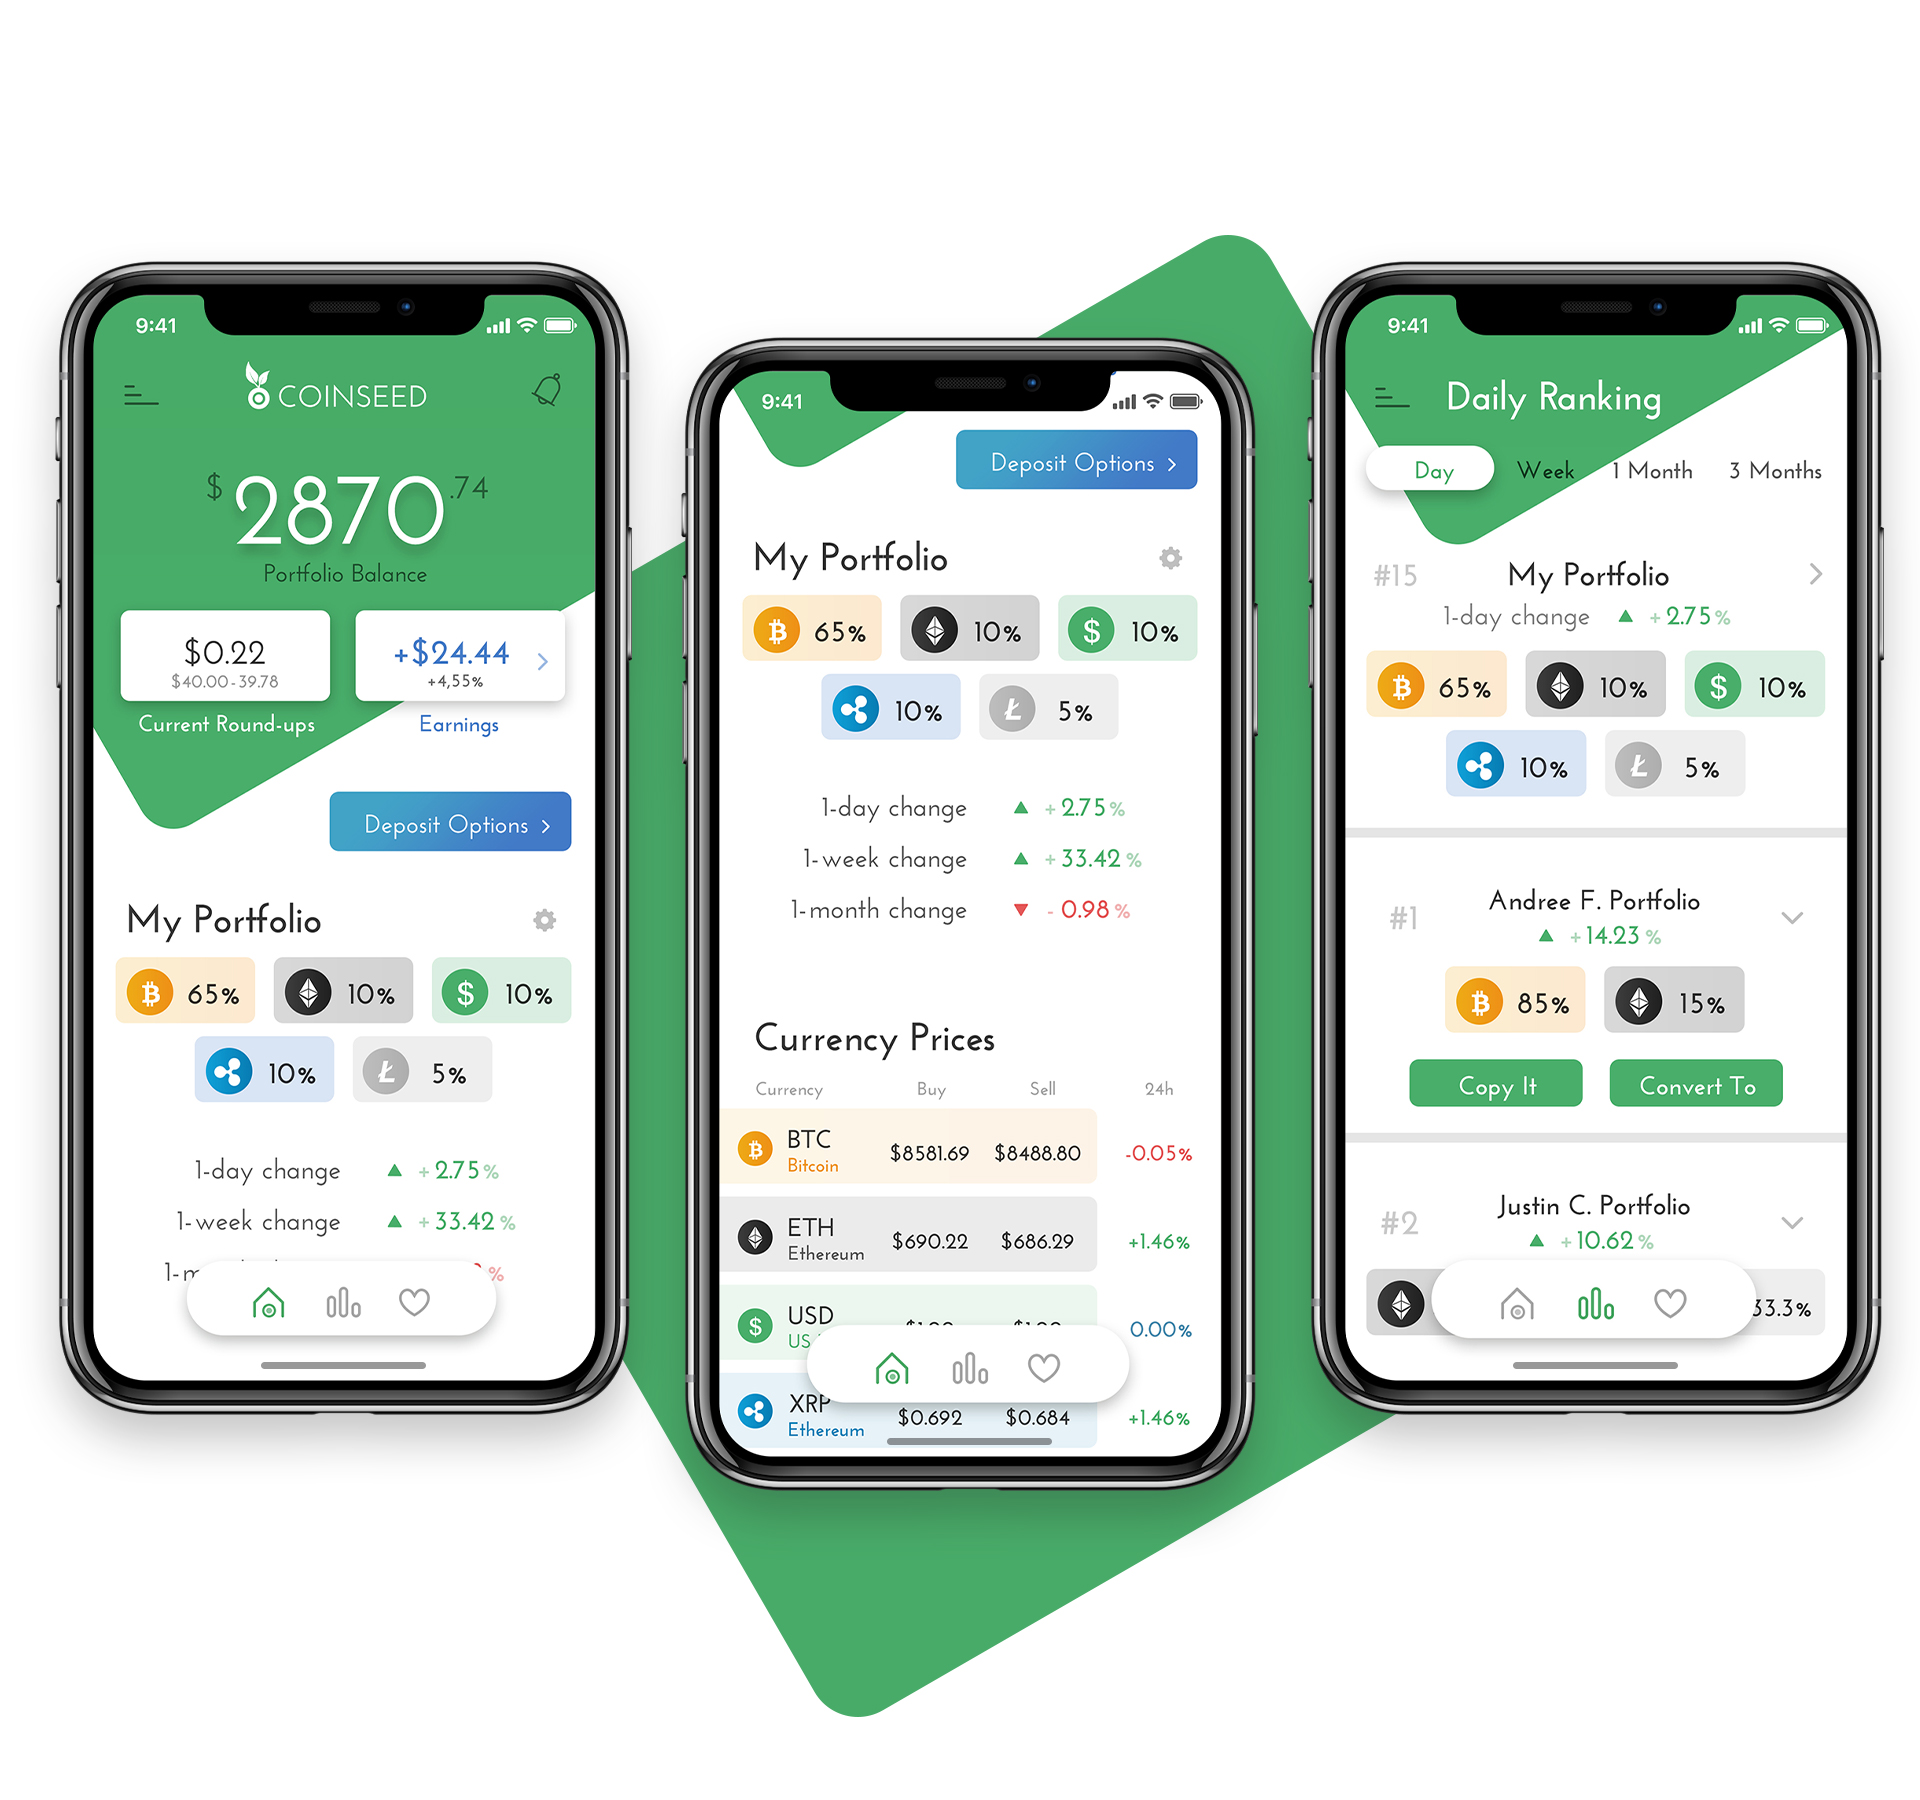 9:41
COINSEED
$2870.74
Portfolio Balance
$0.22
$40.00-39.78
Current Round-ups
+$24.44
+4,55%
Earnings
Deposit Options
My Portfolio
65% 10% $ 10%
10% Ł 5%
1-day change + 2.75%
1-week change + 33.42%
%
9:41
Deposit Options
My Portfolio
65% 10% $ 10%
10% Ł 5%
1-day change + 2.75%
1-week change + 33.42%
1-month change - 0.98%
Currency Prices
Currency Buy Sell 24h
BTC
Bitcoin
$8581.69 $8488.80 -0.05%
ETH
Ethereum
$690.22 $686.29 +1.46%
$ USD
US
0.00%
XRP
Ethereum
$0.692 $0.684 +1.46%
9:41
Daily Ranking
Day Week 1 Month 3 Months
#15 My Portfolio
1-day change + 2.75%
65% 10% $ 10%
10% Ł 5%
#1 Andree F. Portfolio
+14.23%
85% 15%
Copy It Convert To
#2 Justin C. Portfolio
+10.62%
33.3%